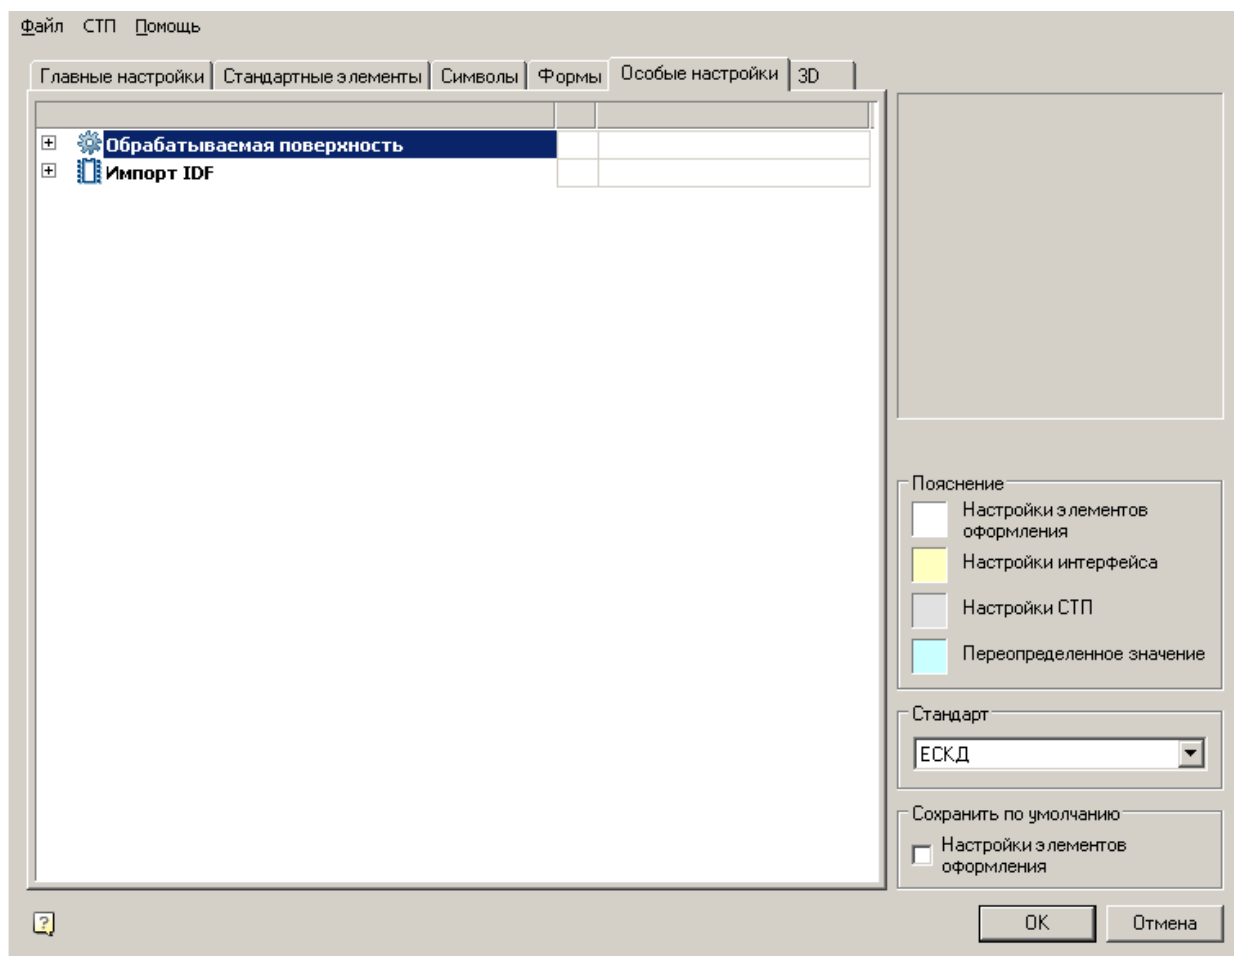 Файл СТП Помощь
Главные настройки Стандартные элементы Символы Формы Особые настройки 3D
Обрабатываемая поверхность
Импорт IDF
Пояснение
Настройки элементов
оформления
Настройки интерфейса
Настройки СТП
Переопределенное значение
Стандарт
ЕСКД
Сохранить по умолчанию
Настройки элементов
оформления
? OK Отмена